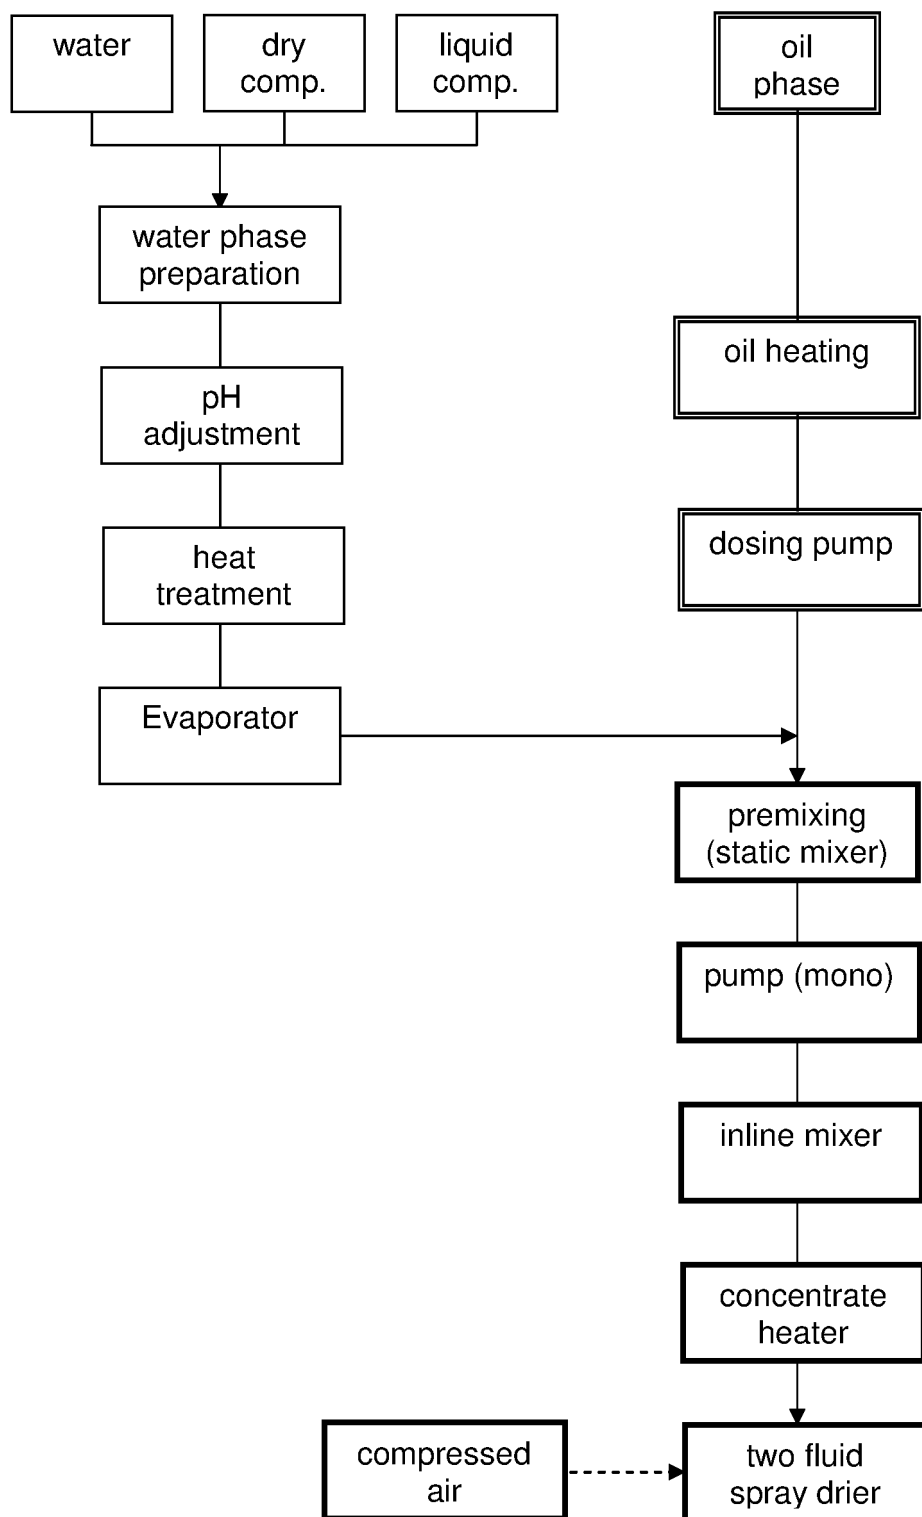 water
dry
comp.
liquid
comp.
oil
phase
water phase
preparation
oil heating
pH
adjustment
dosing pump
heat
treatment
Evaporator
premixing
(static mixer)
pump (mono)
inline mixer
concentrate
heater
compressed
air
two fluid
spray drier